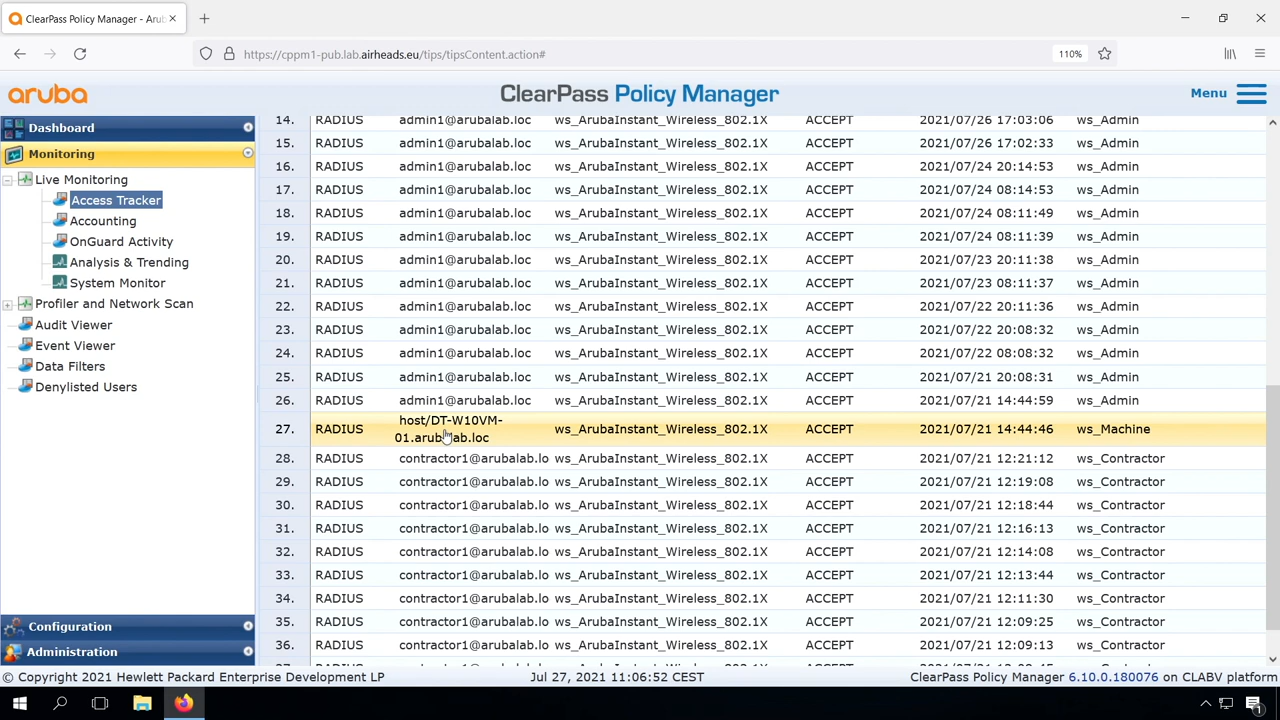 ClearPass Policy Manager - Aru
https://cppm1-pub.lab.airheads.eu/tips/tipsContent.action#
110%
aruba
ClearPass Policy Manager
Menu
Dashboard
Monitoring
Live Monitoring
Access Tracker
Accounting
OnGuard Activity
Analysis & Trending
System Monitor
Profiler and Network Scan
Audit Viewer
Event Viewer
Data Filters
Denylisted Users
Configuration
Administration
14. RADIUS admin1@arubalab.loc ws_ArubaInstant_Wireless_802.1X ACCEPT 2021/07/26 17:03:06 ws_Admin
15. RADIUS admin1@arubalab.loc ws_ArubaInstant_Wireless_802.1X ACCEPT 2021/07/26 17:02:33 ws_Admin
16. RADIUS admin1@arubalab.loc ws_ArubaInstant_Wireless_802.1X ACCEPT 2021/07/24 20:14:53 ws_Admin
17. RADIUS admin1@arubalab.loc ws_ArubaInstant_Wireless_802.1X ACCEPT 2021/07/24 08:14:53 ws_Admin
18. RADIUS admin1@arubalab.loc ws_ArubaInstant_Wireless_802.1X ACCEPT 2021/07/24 08:11:49 ws_Admin
19. RADIUS admin1@arubalab.loc ws_ArubaInstant_Wireless_802.1X ACCEPT 2021/07/24 08:11:39 ws_Admin
20. RADIUS admin1@arubalab.loc ws_ArubaInstant_Wireless_802.1X ACCEPT 2021/07/23 20:11:38 ws_Admin
21. RADIUS admin1@arubalab.loc ws_ArubaInstant_Wireless_802.1X ACCEPT 2021/07/23 08:11:37 ws_Admin
22. RADIUS admin1@arubalab.loc ws_ArubaInstant_Wireless_802.1X ACCEPT 2021/07/22 20:11:36 ws_Admin
23. RADIUS admin1@arubalab.loc ws_ArubaInstant_Wireless_802.1X ACCEPT 2021/07/22 20:08:32 ws_Admin
24. RADIUS admin1@arubalab.loc ws_ArubaInstant_Wireless_802.1X ACCEPT 2021/07/22 08:08:32 ws_Admin
25. RADIUS admin1@arubalab.loc ws_ArubaInstant_Wireless_802.1X ACCEPT 2021/07/21 20:08:31 ws_Admin
26. RADIUS admin1@arubalab.loc ws_ArubaInstant_Wireless_802.1X ACCEPT 2021/07/21 14:44:59 ws_Admin
host/DT-W10VM-
27. RADIUS 01.arubalab.loc ws_ArubaInstant_Wireless_802.1X ACCEPT 2021/07/21 14:44:46 ws_Machine
28. RADIUS contractor1@arubalab.lo ws_ArubaInstant_Wireless_802.1X ACCEPT 2021/07/21 12:21:12 ws_Contractor
29. RADIUS contractor1@arubalab.lo ws_ArubaInstant_Wireless_802.1X ACCEPT 2021/07/21 12:19:08 ws_Contractor
30. RADIUS contractor1@arubalab.lo ws_ArubaInstant_Wireless_802.1X ACCEPT 2021/07/21 12:18:44 ws_Contractor
31. RADIUS contractor1@arubalab.lo ws_ArubaInstant_Wireless_802.1X ACCEPT 2021/07/21 12:16:13 ws_Contractor
32. RADIUS contractor1@arubalab.lo ws_ArubaInstant_Wireless_802.1X ACCEPT 2021/07/21 12:14:08 ws_Contractor
33. RADIUS contractor1@arubalab.lo ws_ArubaInstant_Wireless_802.1X ACCEPT 2021/07/21 12:13:44 ws_Contractor
34. RADIUS contractor1@arubalab.lo ws_ArubaInstant_Wireless_802.1X ACCEPT 2021/07/21 12:11:30 ws_Contractor
35. RADIUS contractor1@arubalab.lo ws_ArubaInstant_Wireless_802.1X ACCEPT 2021/07/21 12:09:25 ws_Contractor
36. RADIUS contractor1@arubalab.lo ws_ArubaInstant_Wireless_802.1X ACCEPT 2021/07/21 12:09:13 ws_Contractor
© Copyright 2021 Hewlett Packard Enterprise Development LP Jul 27, 2021 11:06:52 CEST ClearPass Policy Manager 6.10.0.180076 on CLABV platform
1